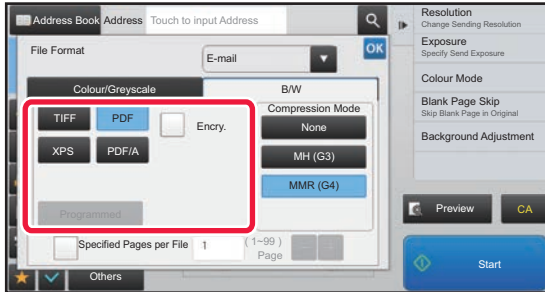 Address Book Address Touch to input Address
File Format
E-mail
OK
Colour/Greyscale
B/W
TIFF PDF Encry.
XPS PDF/A
Programmed
Compression Mode
None
MH (G3)
MMR (G4)
Specified Pages per File 1 ( 1~99 )
Page
Others
Resolution
Change Sending Resolution
Exposure
Specify Send Exposure
Colour Mode
Blank Page Skip
Skip Blank Page in Original
Background Adjustment
Preview CA
Start